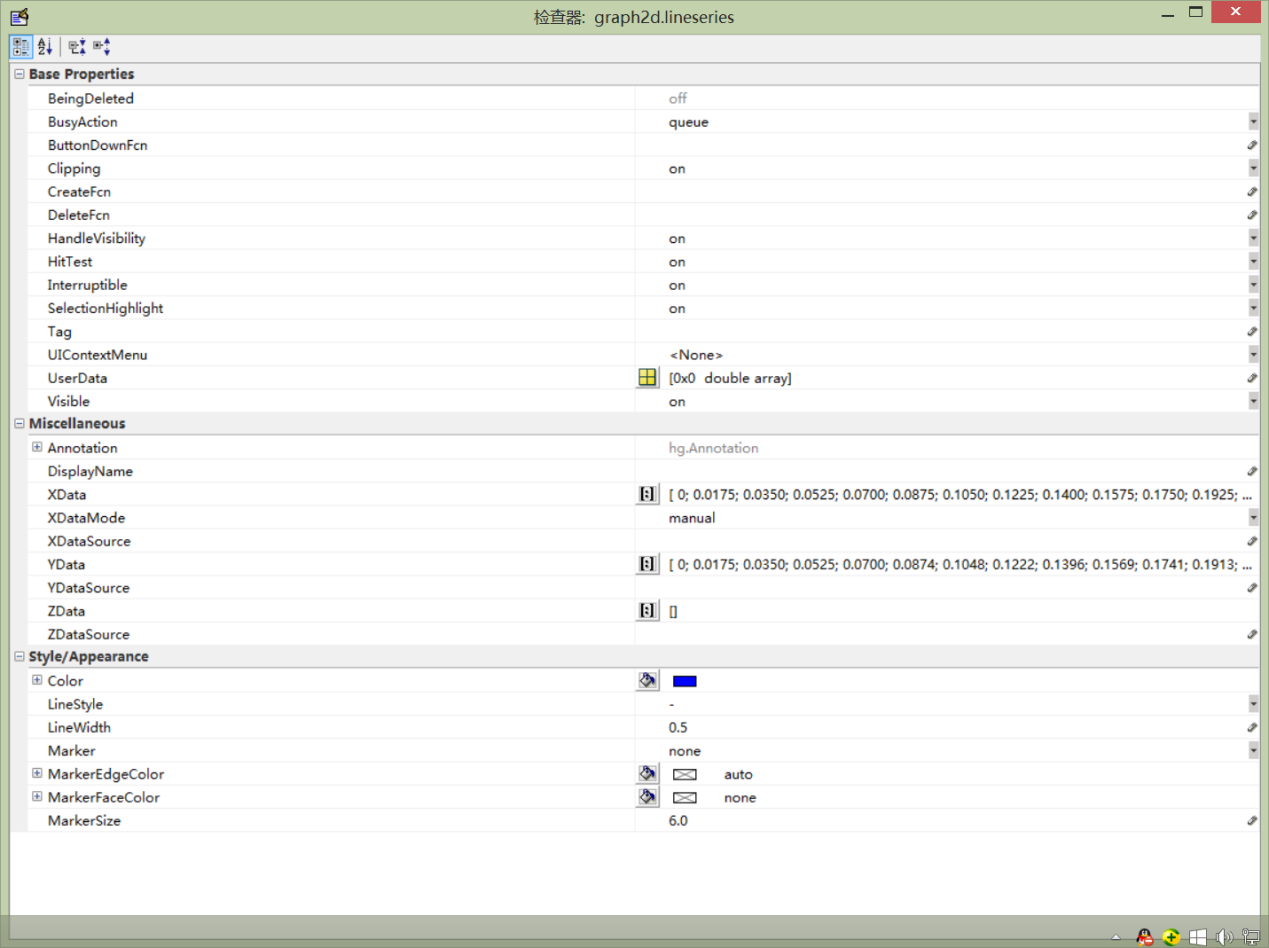 检查器: graph2d.lineseries
Base Properties
BeingDeleted off
BusyAction queue
ButtonDownFcn
Clipping on
CreateFcn
DeleteFcn
HandleVisibility on
HitTest on
Interruptible on
SelectionHighlight on
Tag
UIContextMenu <None>
UserData [0x0 double array]
Visible on
Miscellaneous
Annotation hg.Annotation
DisplayName
XData [ 0; 0.0175; 0.0350; 0.0525; 0.0700; 0.0875; 0.1050; 0.1225; 0.1400; 0.1575; 0.1750; 0.1925; ...
XDataMode manual
XDataSource
YData [ 0; 0.0175; 0.0350; 0.0525; 0.0700; 0.0874; 0.1048; 0.1222; 0.1396; 0.1569; 0.1741; 0.1913; ...
YDataSource
ZData []
ZDataSource
Style/Appearance
Color
LineStyle -
LineWidth 0.5
Marker none
MarkerEdgeColor auto
MarkerFaceColor none
MarkerSize 6.0